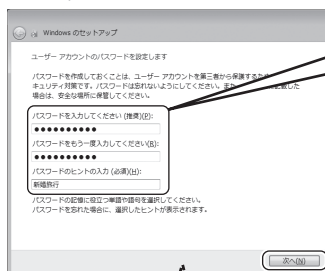 Windows のセットアップ
ユーザー アカウントのパスワードを設定します
パスワードを作成しておくことは、ユーザー アカウントを第三者から保護するため
キュリティ対策です。パスワードは忘れないようにしてください。また
場合は、安全な場所に保管してください。
パスワードを入力してください (推奨)(P):
●●●●●●●●●●
パスワードをもう一度入力してください(R):
●●●●●●●●●●
パスワードのヒントの入力 (必須)(H):
新婚旅行
パスワードの記憶に役立つ単語や語句を選択してください。
パスワードを忘れた場合に、選択したヒントが表示されます。
次へ(N)